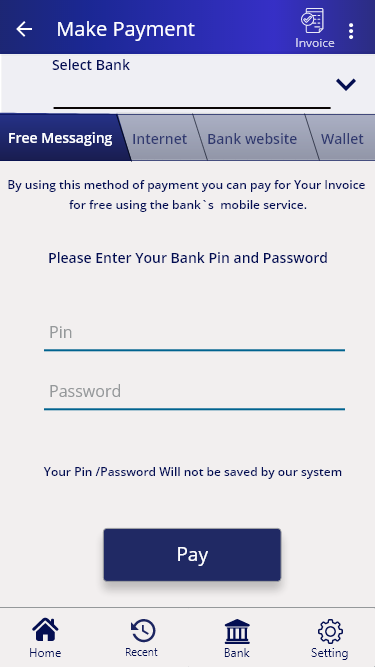 Make Payment
Invoice
Select Bank
Free Messaging
Internet
Bank website
Wallet
By using this method of payment you can pay for Your Invoice
for free using the bank`s mobile service.
Please Enter Your Bank Pin and Password
Pin
Password
Your Pin /Password Will not be saved by our system
Pay
Home
Recent
Bank
Setting